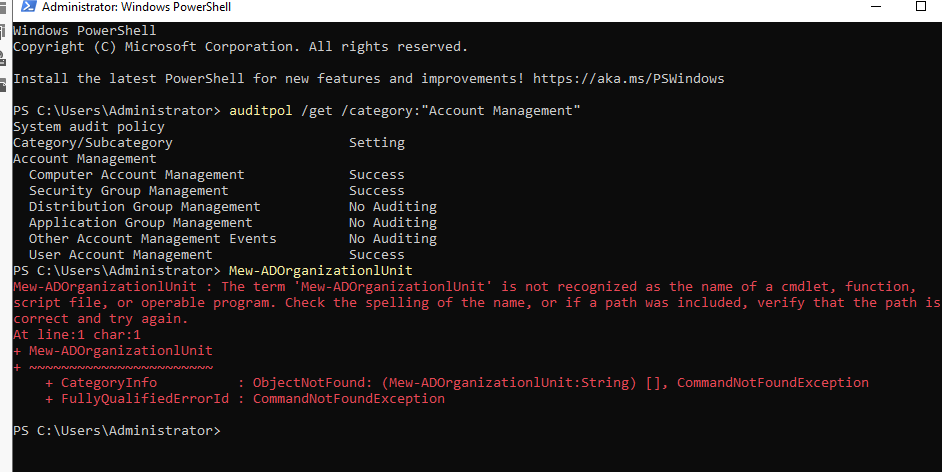 Administrator: Windows PowerShell
Windows PowerShell
Copyright (C) Microsoft Corporation. All rights reserved.
Install the latest PowerShell for new features and improvements! https://aka.ms/PSWindows
PS C:\Users\Administrator> auditpol /get /category:"Account Management"
System audit policy
Category/Subcategory                      Setting
Account Management
  Computer Account Management             Success
  Security Group Management               Success
  Distribution Group Management           No Auditing
  Application Group Management            No Auditing
  Other Account Management Events         No Auditing
  User Account Management                 Success
PS C:\Users\Administrator> Mew-ADOrganizationlUnit
Mew-ADOrganizationlUnit : The term 'Mew-ADOrganizationlUnit' is not recognized as the name of a cmdlet, function,
script file, or operable program. Check the spelling of the name, or if a path was included, verify that the path is
correct and try again.
At line:1 char:1
+ Mew-ADOrganizationlUnit
+ ~~~~~~~~~~~~~~~~~~~~~~~
    + CategoryInfo          : ObjectNotFound: (Mew-ADOrganizationlUnit:String) [], CommandNotFoundException
    + FullyQualifiedErrorId : CommandNotFoundException
PS C:\Users\Administrator>